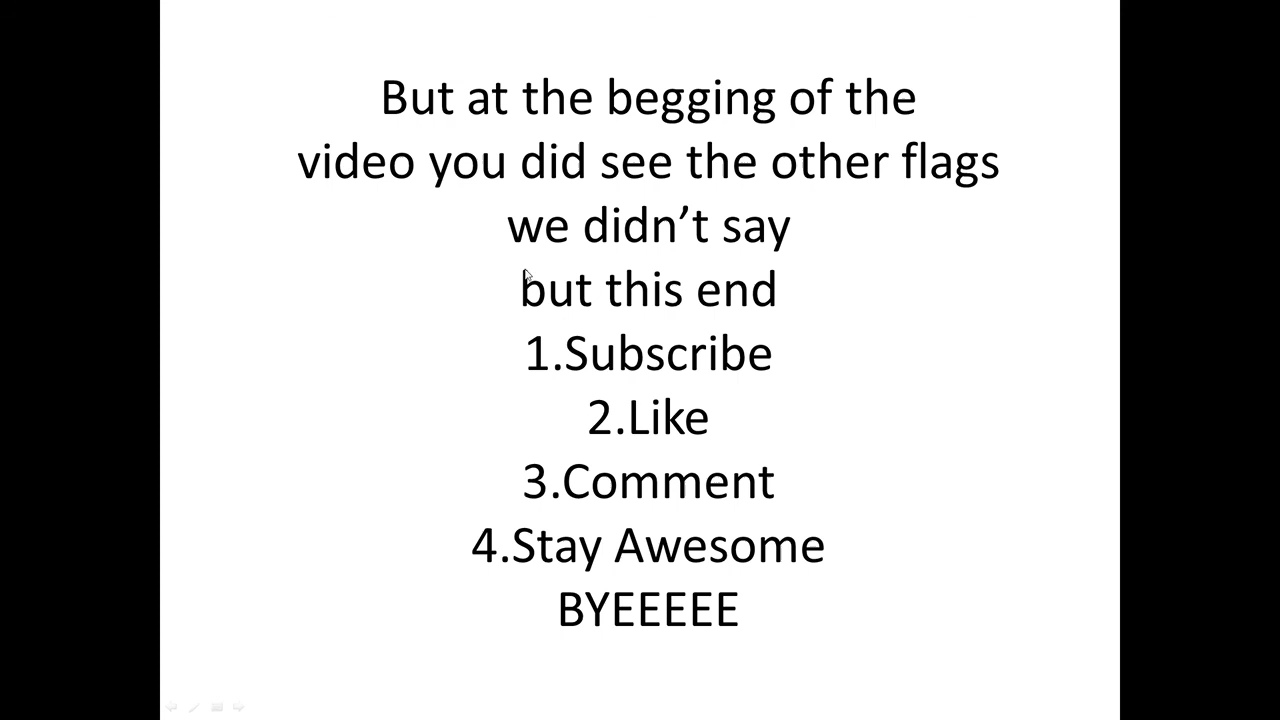 But at the begging of the
video you did see the other flags
we didn’t say
but this end
1.Subscribe
2.Like
3.Comment
4.Stay Awesome
BYEEEEE